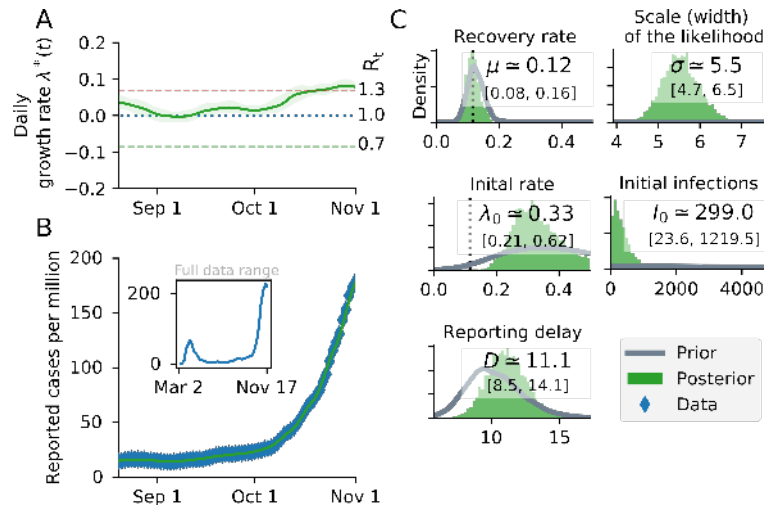 A
Daily
growth rate λ*(t)
0.2
0.1
0.0
−0.1
−0.2
R_t
1.3
1.0
0.7
Sep 1
Oct 1
Nov 1
B
Reported cases per million
200
150
100
50
0
Full data range
200
0
Mar 2
Nov 17
Sep 1
Oct 1
Nov 1
C
Recovery rate
Density
μ ≃ 0.12
[0.08, 0.16]
0.0
0.2
0.4
Scale (width)
of the likelihood
σ ≃ 5.5
[4.7, 6.5]
4
5
6
7
Inital rate
λ₀ ≃ 0.33
[0.21, 0.62]
0.0
0.2
0.4
Initial infections
I₀ ≃ 299.0
[23.6, 1219.5]
0
2000
4000
Reporting delay
D ≃ 11.1
[8.5, 14.1]
10
15
Prior
Posterior
Data